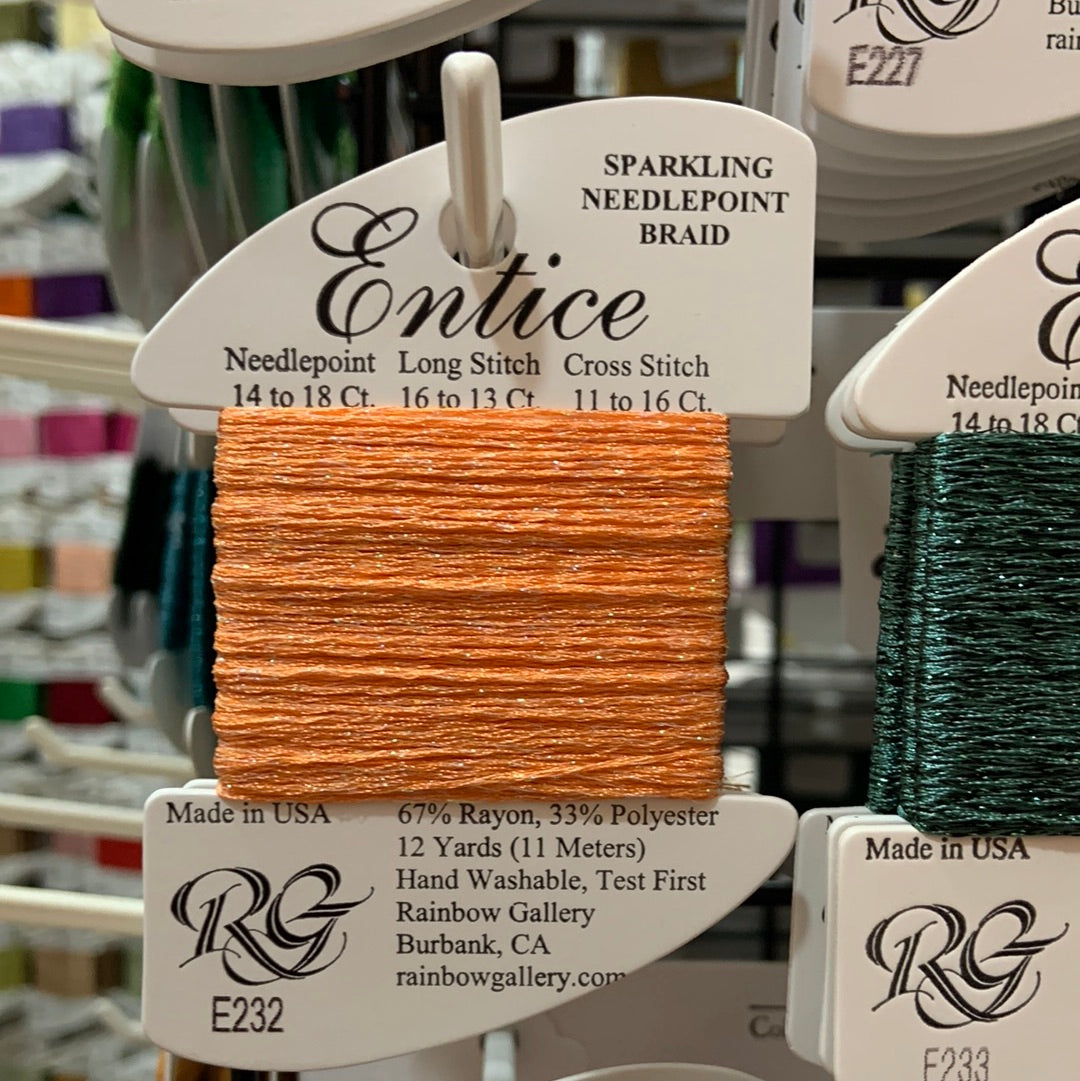 E227
SPARKLING
NEEDLEPOINT
BRAID
Entice
Needlepoint Long Stitch Cross Stitch
14 to 18 Ct. 16 to 13 Ct. 11 to 16 Ct.
Made in USA
67% Rayon, 33% Polyester
12 Yards (11 Meters)
Hand Washable, Test First
Rainbow Gallery
Burbank, CA
rainbowgallery.com
RG
E232
Needlepoin
14 to 18 Ct
Made in USA
RG
E233